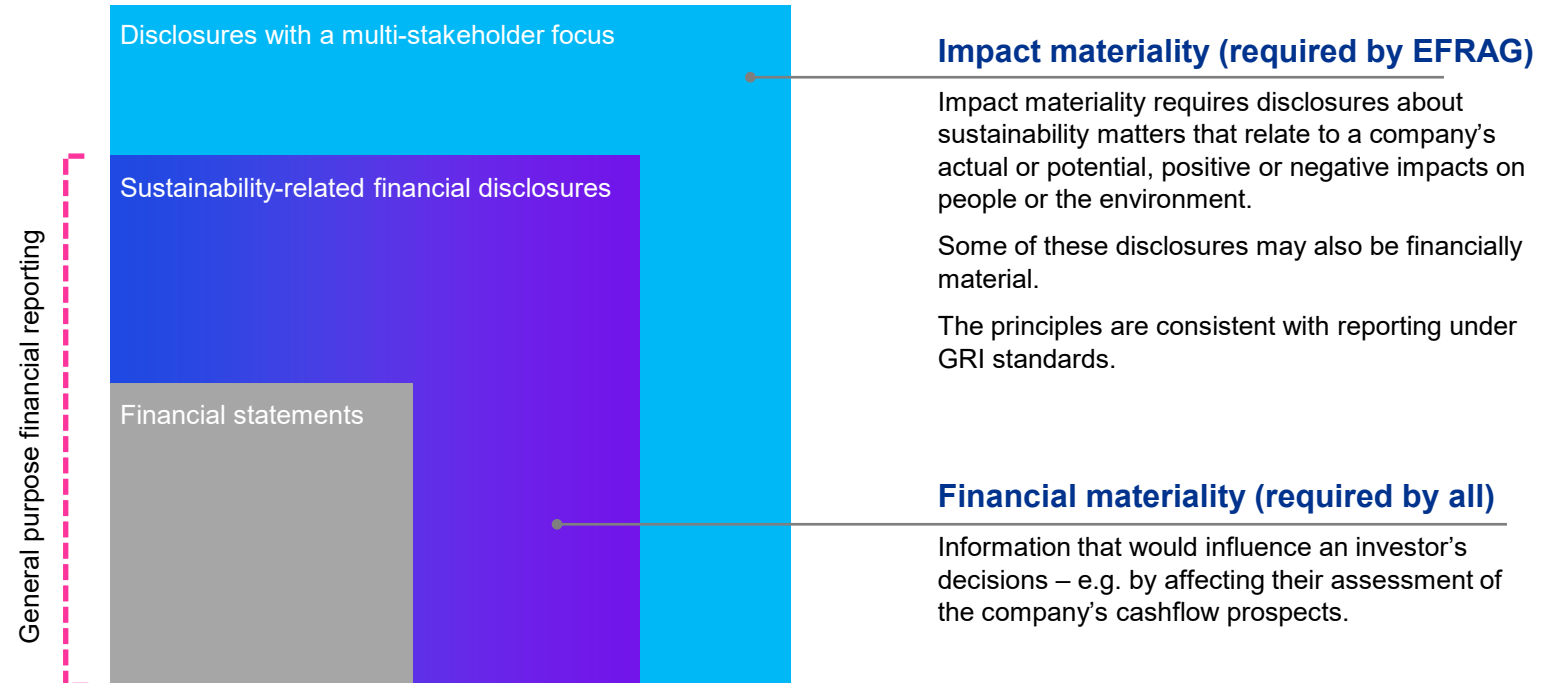 Disclosures with a multi-stakeholder focus
Sustainability-related financial disclosures
Financial statements
General purpose financial reporting
Impact materiality (required by EFRAG)
Impact materiality requires disclosures about
sustainability matters that relate to a company’s
actual or potential, positive or negative impacts on
people or the environment.
Some of these disclosures may also be financially
material.
The principles are consistent with reporting under
GRI standards.
Financial materiality (required by all)
Information that would influence an investor’s
decisions – e.g. by affecting their assessment of
the company’s cashflow prospects.